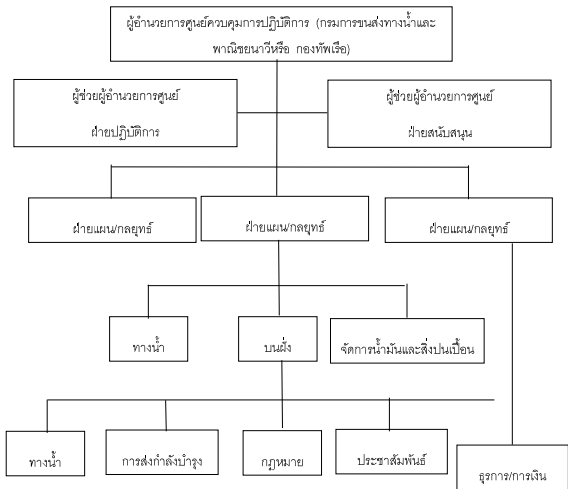 ผู้อำนวยการศูนย์ควบคุมการปฏิบัติการ (กรมการขนส่งทางน้ำและ
พาณิชยนาวีหรือ กองทัพเรือ)
ผู้ช่วยผู้อำนวยการศูนย์
ฝ่ายปฏิบัติการ
ผู้ช่วยผู้อำนวยการศูนย์
ฝ่ายสนับสนุน
ฝ่ายแผน/กลยุทธ์
ฝ่ายแผน/กลยุทธ์
ฝ่ายแผน/กลยุทธ์
ทางน้ำ
บนฝั่ง
จัดการน้ำมันและสิ่งปนเปื้อน
ทางน้ำ
การส่งกำลังบำรุง
กฎหมาย
ประชาสัมพันธ์
ธุรการ/การเงิน